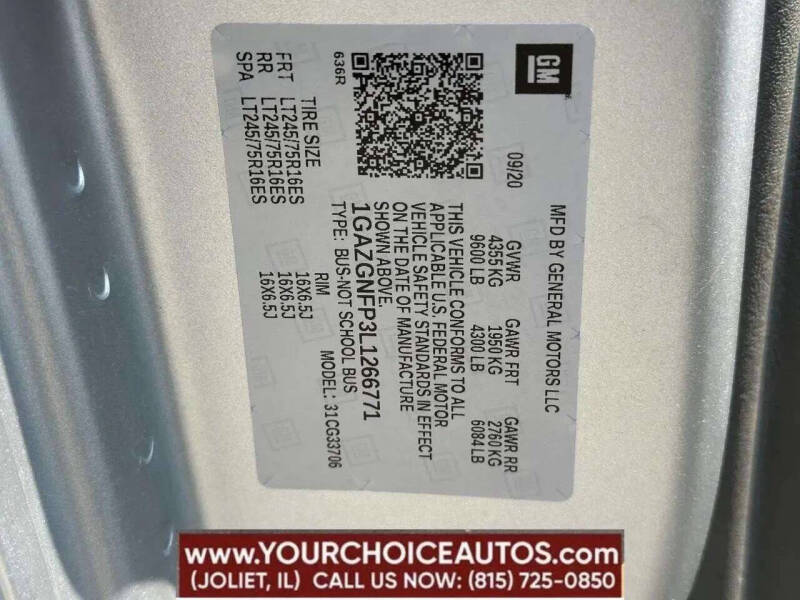 GM
MFD BY GENERAL MOTORS LLC
09/20
GVWR GAWR FRT GAWR RR
4355 KG 1950 KG 2760 KG
9600 LB 4300 LB 6084 LB
THIS VEHICLE CONFORMS TO ALL
APPLICABLE U.S. FEDERAL MOTOR
VEHICLE SAFETY STANDARDS IN EFFECT
ON THE DATE OF MANUFACTURE
SHOWN ABOVE.
1GAZGNFP3L1266771
TYPE: BUS-NOT SCHOOL BUS
MODEL: 31CG33706
636R
TIRE SIZE RIM
FRT LT245/75R16ES 16X6.5J
RR LT245/75R16ES 16X6.5J
SPA LT245/75R16ES 16X6.5J
www.YOURCHOICEAUTOS.com
(JOLIET, IL) CALL US NOW: (815) 725-0850